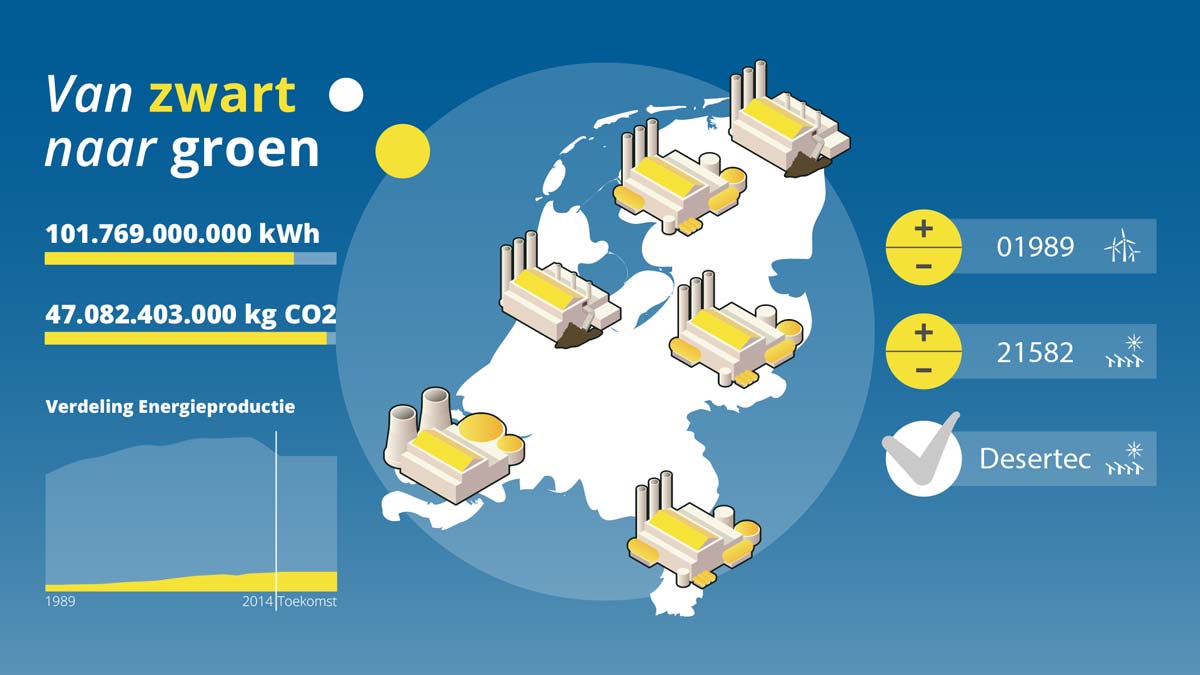 Van zwart
naar groen
101.769.000.000 kWh
47.082.403.000 kg CO2
Verdeling Energieproductie
1989
2014
Toekomst
+
01989
−
+
21582
−
Desertec